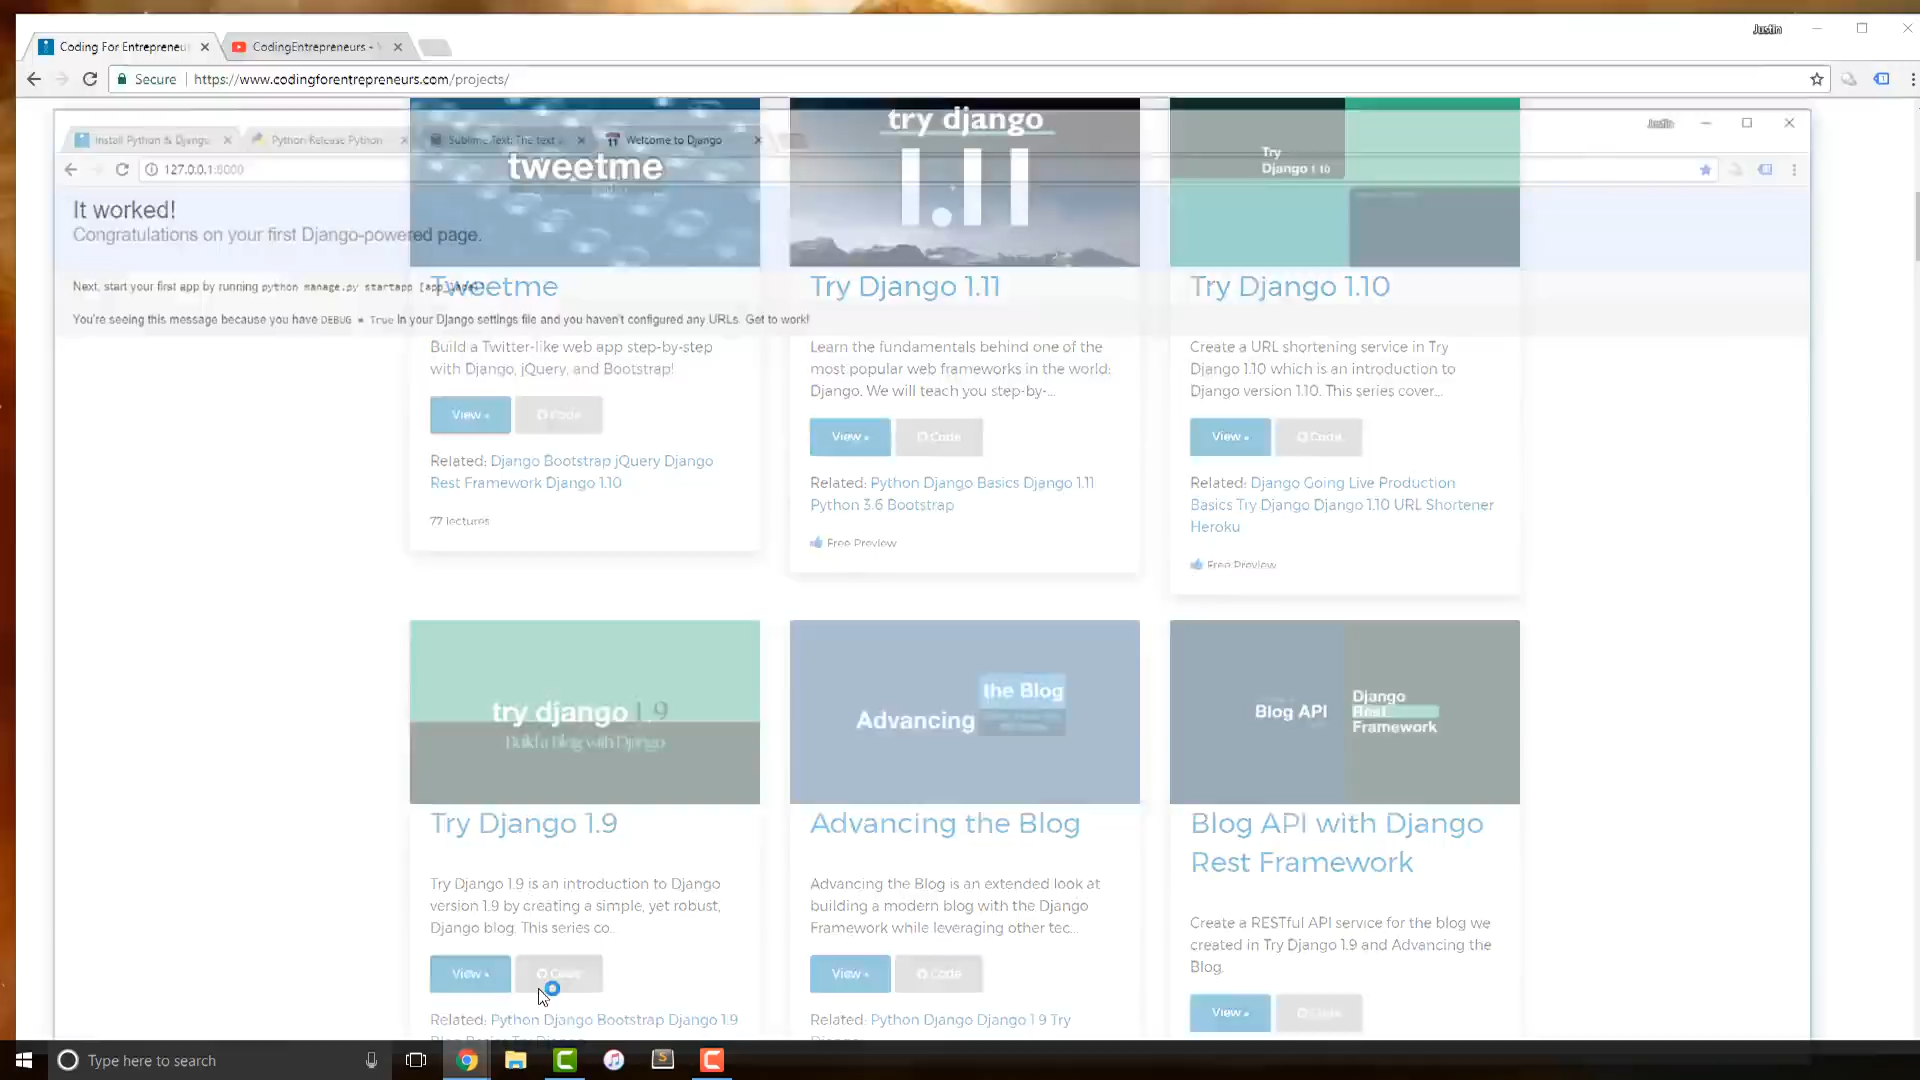 Justin
Coding For Entrepreneu
CodingEntrepreneurs -
Secure
https://www.codingforentrepreneurs.com/projects/
Justin
Install Python & Django
Python Release Python
Sublime Text: The text
Welcome to Django
127.0.0.1:8000
It worked!
Congratulations on your first Django-powered page.
Next, start your first app by running python manage.py startapp
You're seeing this message because you have DEBUG = True in your Django settings file and you haven't configured any URLs. Get to work!
tweetme
try django
1.11
Try
Django 1.10
Tweetme
Build a Twitter-like web app step-by-step
with Django, jQuery, and Bootstrap!
View »
Code
Related: Django Bootstrap jQuery Django
Rest Framework Django 1.10
77 lectures
Try Django 1.11
Learn the fundamentals behind one of the
most popular web frameworks in the world:
Django. We will teach you step-by-...
View »
Code
Related: Python Django Basics Django 1.11
Python 3.6 Bootstrap
Free Preview
Try Django 1.10
Create a URL shortening service in Try
Django 1.10 which is an introduction to
Django version 1.10. This series cover...
View »
Code
Related: Django Going Live Production
Basics Try Django Django 1.10 URL Shortener
Heroku
Free Preview
try django 1.9
Build a Blog with Django
Try Django 1.9
Try Django 1.9 is an introduction to Django
version 1.9 by creating a simple, yet robust,
Django blog. This series co...
View »
Code
Related: Python Django Bootstrap Django 1.9
Advancing
the Blog
Advancing the Blog
Advancing the Blog is an extended look at
building a modern blog with the Django
Framework while leveraging other tec...
View »
Code
Related: Python Django Django 1.9 Try
Blog API
Django
Rest
Framework
Blog API with Django
Rest Framework
Create a RESTful API service for the blog we
created in Try Django 1.9 and Advancing the
Blog.
View »
Code
Type here to search